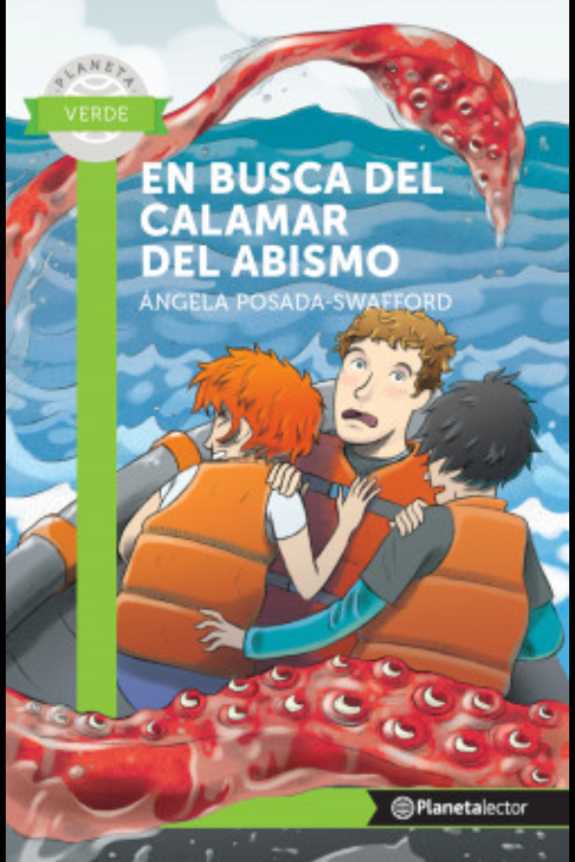 PLANETA
VERDE
EN BUSCA DEL
CALAMAR
DEL ABISMO
ÁNGELA POSADA-SWAFFORD
Planetalector